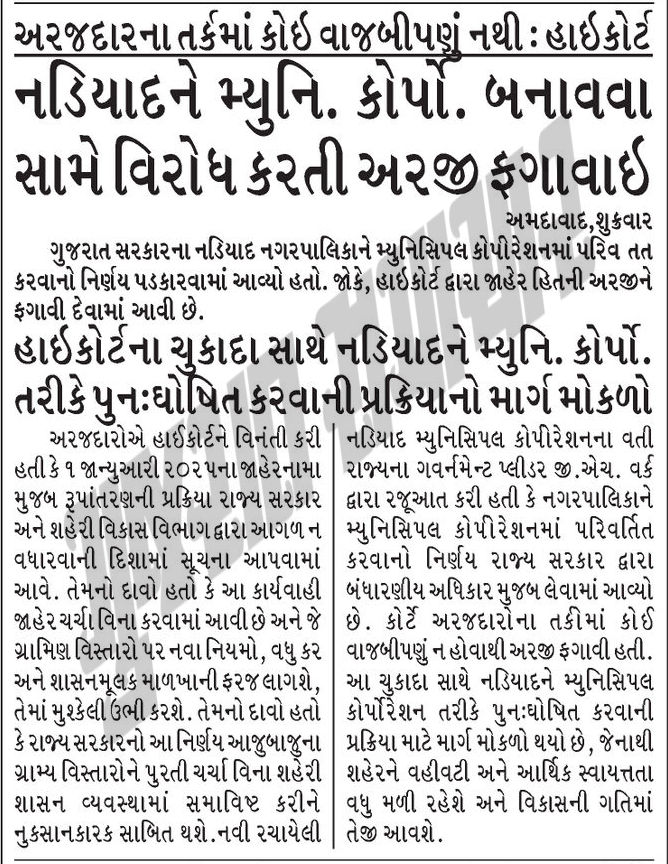 અરજદારના તર્કમાં કોઇ વાજબીપણું નથી : હાઇકોર્ટ
નડિયાદને મ્યુનિ. કોર્પો. બનાવવા
સામે વિરોધ કરતી અરજી ફગાવાઇ
અમદાવાદ,શુક્રવાર
ગુજરાત સરકારના નડિયાદ નગરપાલિકાને મ્યુનિસિપલ કોપીરેશનમાં પરિવ તત
કરવાનો નિર્ણય પડકારવામાં આવ્યો હતો. જોકે, હાઇકોર્ટ દ્વારા જાહેર હિતની અરજીને
ફગાવી દેવામાં આવી છે.
હાઇકોર્ટના ચુકાદા સાથે નડિયાદને મ્યુનિ. કોર્પો.
તરીકે પુનઃઘોષિત કરવાની પ્રક્રિયાનો માર્ગ મોકળો
અરજદારોએ હાઈકોર્ટને વિનંતી કરી
હતી કે ૧ જાન્યુઆરી ૨૦૨૫ના જાહેરનામા
મુજબ રૂપાંતરણની પ્રક્રિયા રાજ્ય સરકાર
અને શહેરી વિકાસ વિભાગ દ્વારા આગળ ન
વધારવાની દિશામાં સૂચના આપવામાં
આવે. તેમનો દાવો હતો કે આ કાર્યવાહી
જાહેર ચર્ચા વિના કરવામાં આવી છે અને જે
ગ્રામિણ વિસ્તારો પર નવા નિયમો, વધુ કર
અને શાસનમૂલક માળખાની ફરજ લાગશે,
તેમાં મુશ્કેલી ઉભી કરશે. તેમનો દાવો હતો
કે રાજ્ય સરકારનો આ નિર્ણય આજુબાજુના
ગ્રામ્ય વિસ્તારોને પુરતી ચર્ચા વિના શહેરી
શાસન વ્યવસ્થામાં સમાવિષ્ટ કરીને
નુકસાનકારક સાબિત થશે. નવી રચાયેલી
નડિયાદ મ્યુનિસિપલ કોપીરેશનના વતી
રાજ્યના ગવર્નમેન્ટ પ્લીડર જી.એચ. વર્ક
દ્વારા રજૂઆત કરી હતી કે નગરપાલિકાને
મ્યુનિસિપલ કોપીરેશનમાં પરિવર્તિત
કરવાનો નિર્ણય રાજ્ય સરકાર દ્વારા
બંધારણીય અધિકાર મુજબ લેવામાં આવ્યો
છે. કોર્ટે અરજદારોના તર્કીમાં કોઈ
વાજબીપણું ન હોવાથી અરજી ફગાવી હતી.
આ ચુકાદા સાથે નડિયાદને મ્યુનિસિપલ
કોર્પોરેશન તરીકે પુનઃઘોષિત કરવાની
પ્રક્રિયા માટે માર્ગ મોકળો થયો છે, જેનાથી
શહેરને વહીવટી અને આર્થિક સ્વાયત્તતા
વધુ મળી રહેશે અને વિકાસની ગતિમાં
તેજી આવશે.
ગુજરાત સમાચાર